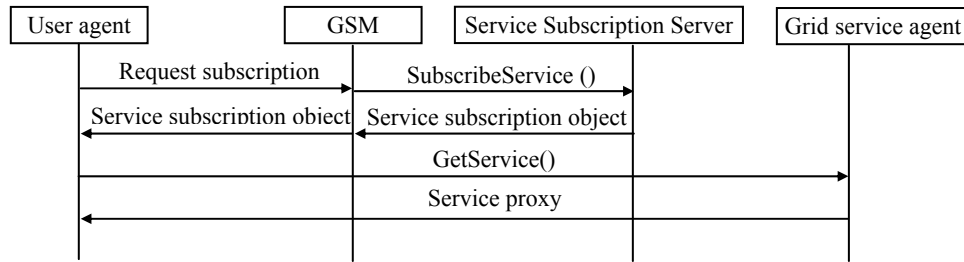 User agent
GSM
Service Subscription Server
Grid service agent
Request subscription
SubscribeService ()
Service subscription object
Service subscription object
GetService()
Service proxy